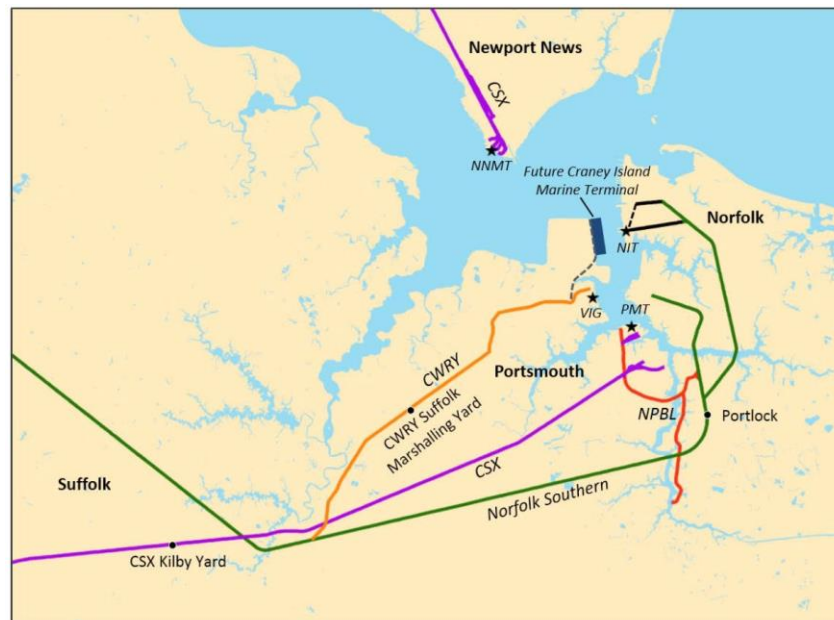 Newport News
CSX
NNMT
Future Craney Island
Marine Terminal
Norfolk
NIT
VIG
PMT
CWRY
Portsmouth
CWRY Suffolk
Marshalling Yard
NPBL
Portlock
CSX
Suffolk
Norfolk Southern
CSX Kilby Yard